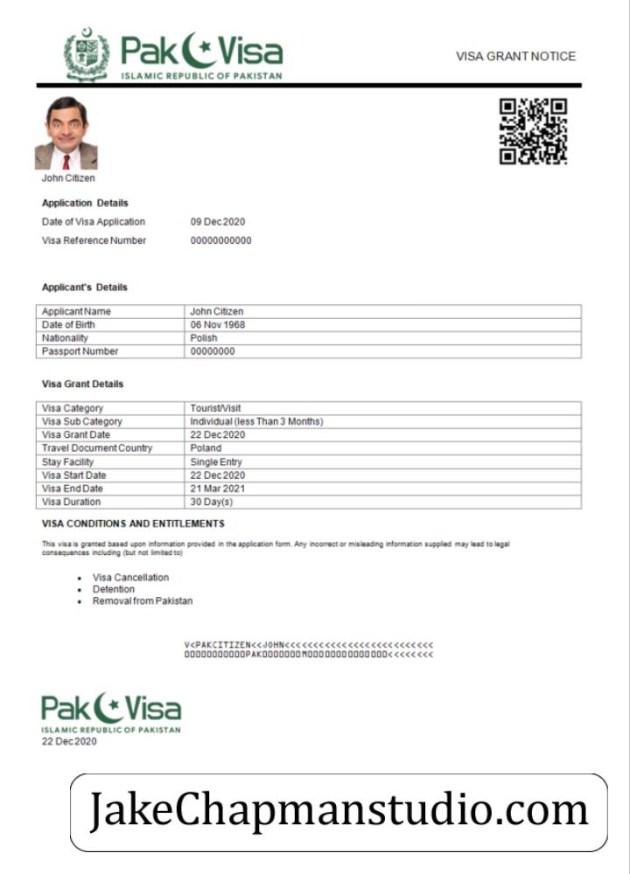 Pak Visa
ISLAMIC REPUBLIC OF PAKISTAN
VISA GRANT NOTICE
John Citizen
Application Details
Date of Visa Application 09 Dec 2020
Visa Reference Number 00000000000
Applicant's Details
Applicant Name John Citizen
Date of Birth 06 Nov 1968
Nationality Polish
Passport Number 00000000
Visa Grant Details
Visa Category Tourist/Visit
Visa Sub Category Individual (less Than 3 Months)
Visa Grant Date 22 Dec 2020
Travel Document Country Poland
Stay Facility Single Entry
Visa Start Date 22 Dec 2020
Visa End Date 21 Mar 2021
Visa Duration 30 Day(s)
VISA CONDITIONS AND ENTITLEMENTS
This visa is granted based upon information provided in the application form. Any incorrect or misleading information supplied may lead to legal
consequences including (but not limited to)
• Visa Cancellation
• Detention
• Removal from Pakistan
V<PAKCITIZEN<<JOHN<<<<<<<<<<<<<<<<<<<<<<<<<<
Pak Visa
ISLAMIC REPUBLIC OF PAKISTAN
22 Dec 2020
JakeChapmanstudio.com